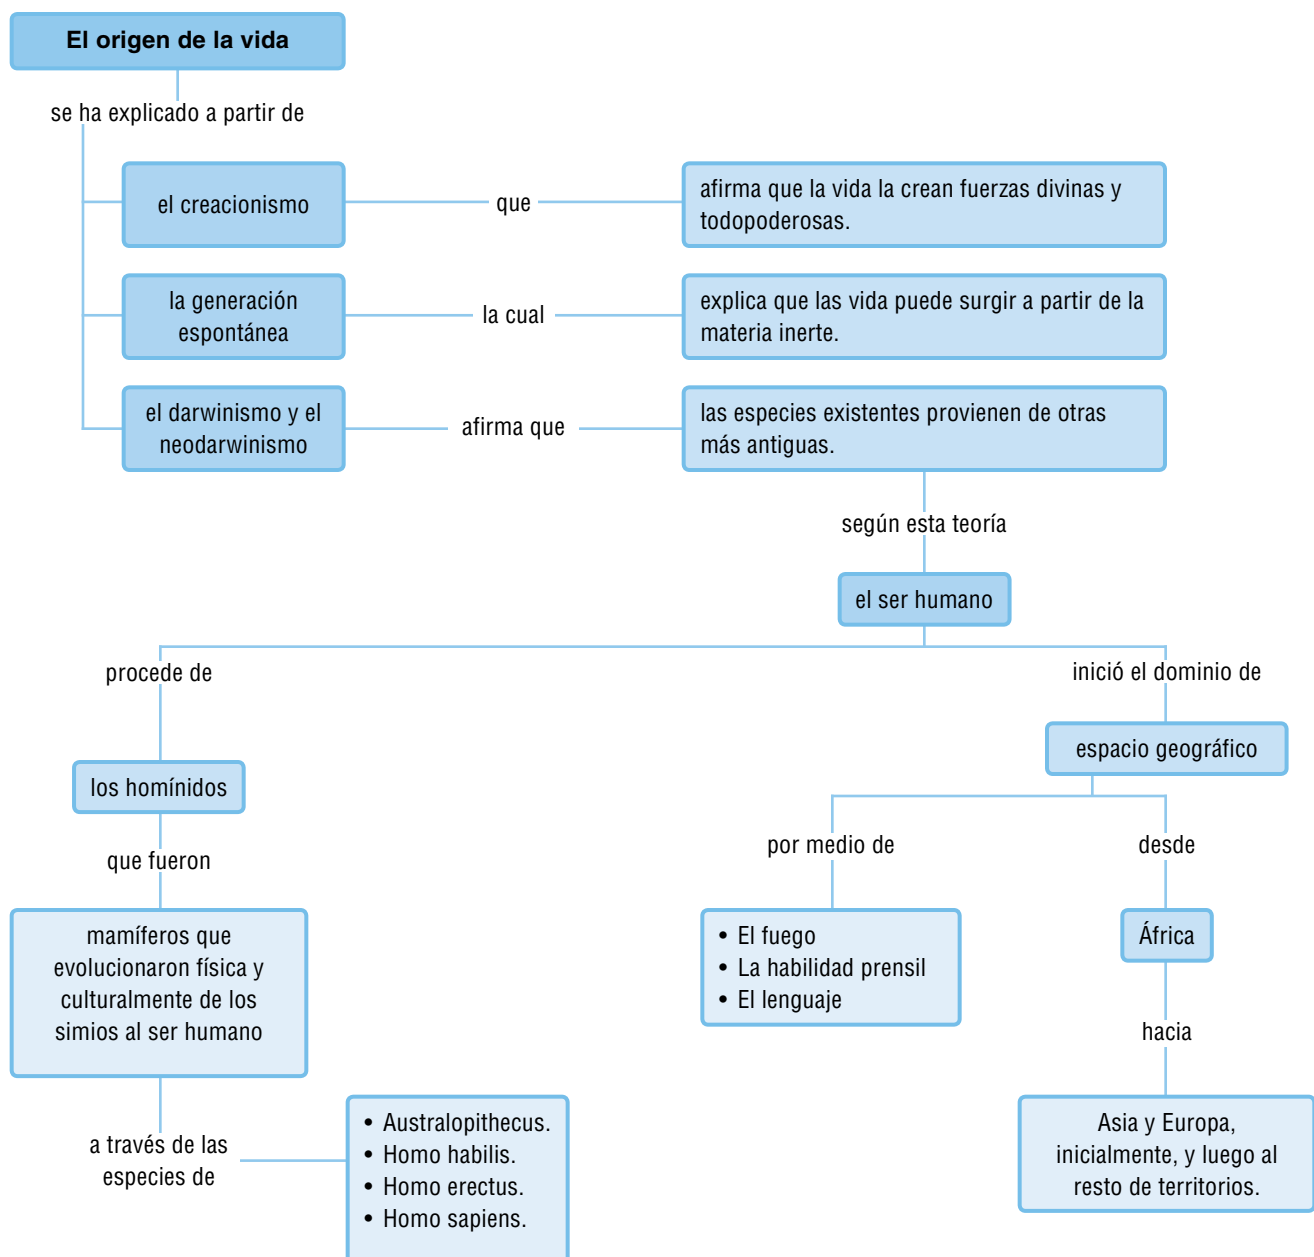 El origen de la vida
se ha explicado a partir de
el creacionismo
que
afirma que la vida la crean fuerzas divinas y
todopoderosas.
la generación
espontánea
la cual
explica que las vida puede surgir a partir de la
materia inerte.
el darwinismo y el
neodarwinismo
afirma que
las especies existentes provienen de otras
más antiguas.
según esta teoría
el ser humano
procede de
los homínidos
que fueron
mamíferos que
evolucionaron física y
culturalmente de los
simios al ser humano
a través de las
especies de
• Australopithecus.
• Homo habilis.
• Homo erectus.
• Homo sapiens.
inició el dominio de
espacio geográfico
por medio de
• El fuego
• La habilidad prensil
• El lenguaje
desde
África
hacia
Asia y Europa,
inicialmente, y luego al
resto de territorios.